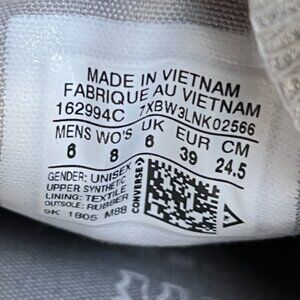 MADE IN VIETNAM
FABRIQUE AU VIETNAM
162994C 7XBW3LNK02566
MENS WO'S UK EUR CM
6 8 6 39 24.5
GENDER: UNISEX
UPPER SYNTHETIC
LINING: TEXTILE
OUTSOLE: RUBBER
9K 1805 M88
CONVERSE